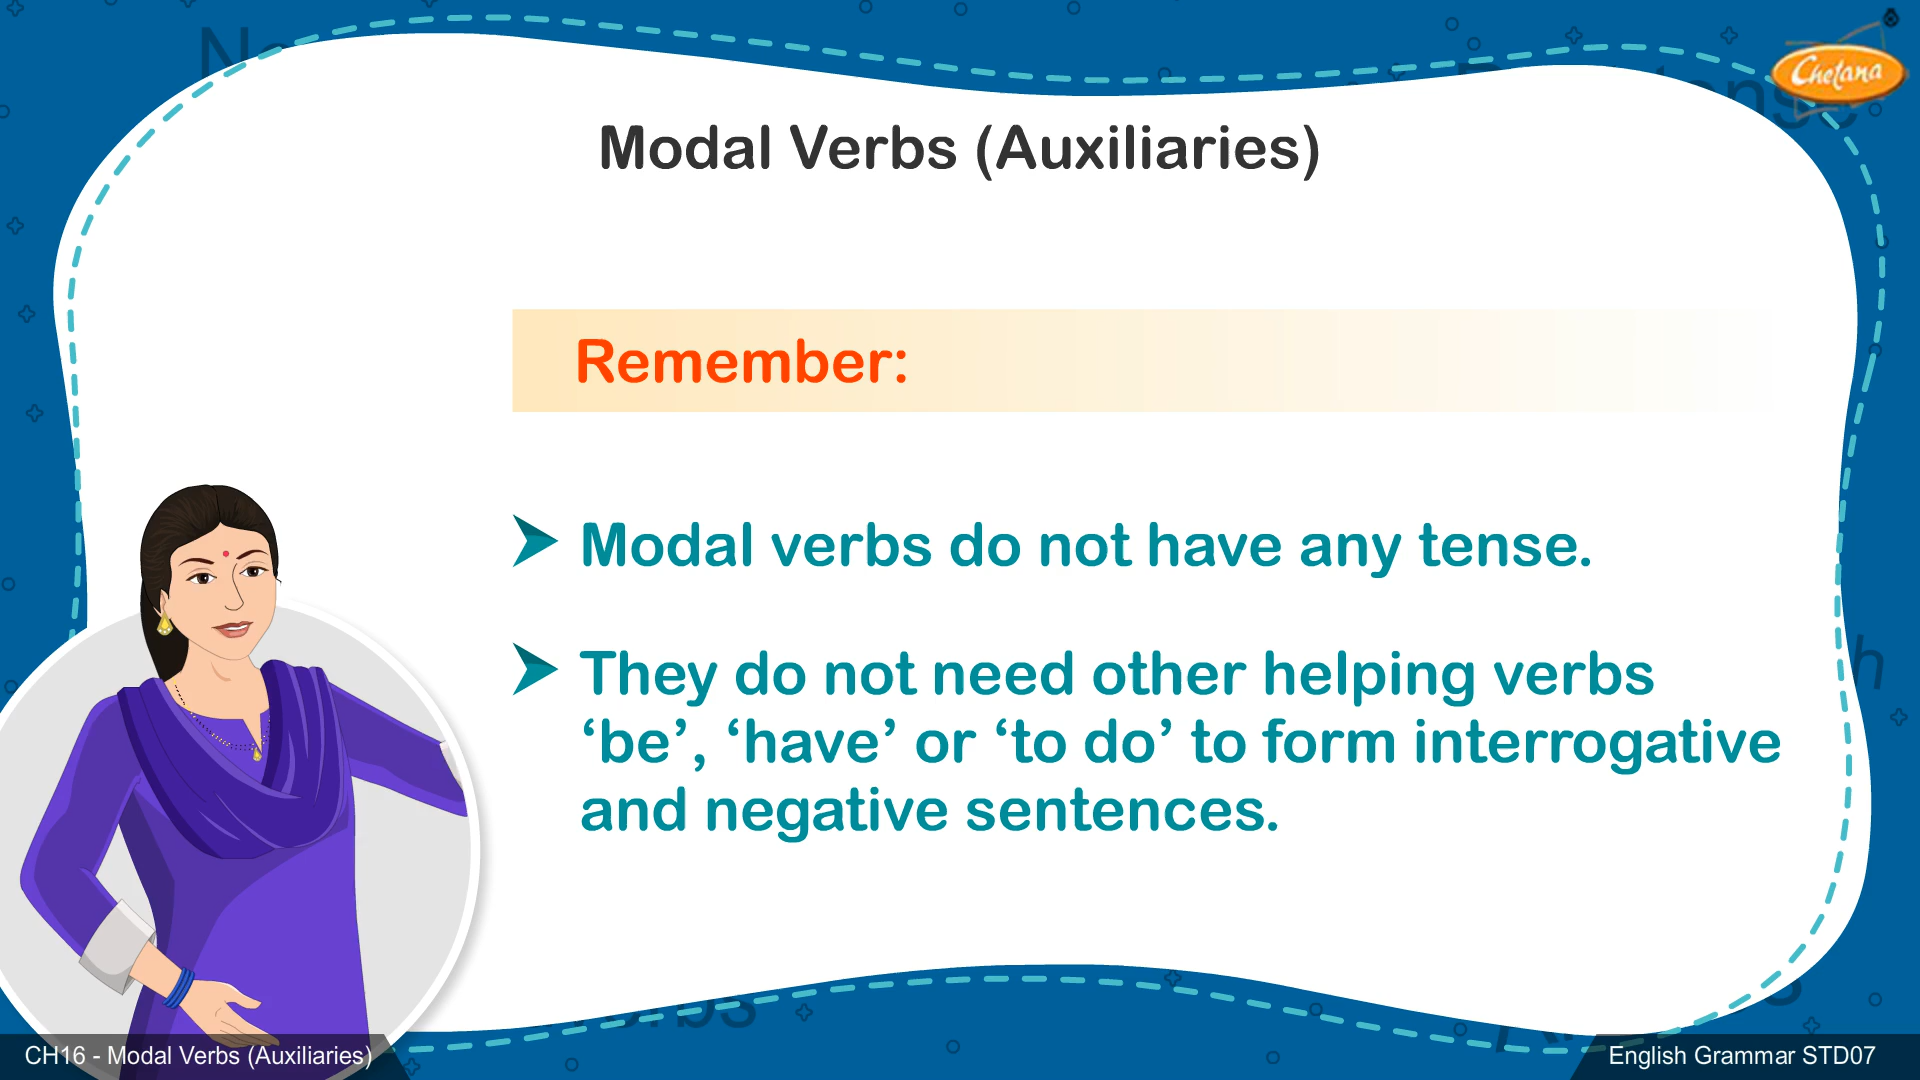 Chetana
Modal Verbs (Auxiliaries)
Remember:
Modal verbs do not have any tense.
They do not need other helping verbs
‘be’, ‘have’ or ‘to do’ to form interrogative
and negative sentences.
CH16 - Modal Verbs (Auxiliaries)
English Grammar STD07